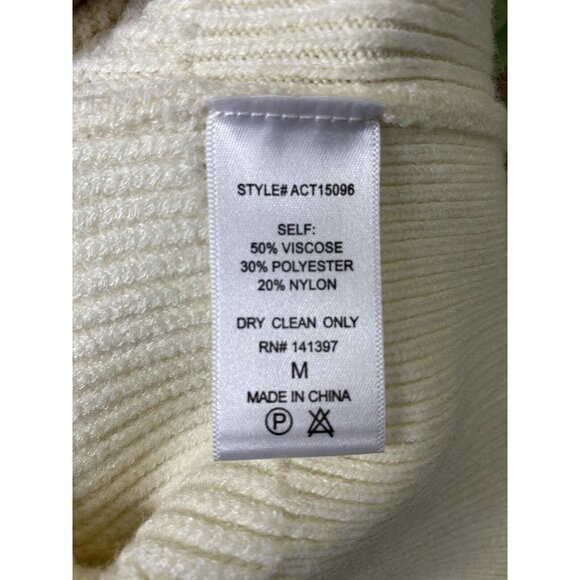 STYLE# ACT15096
SELF:
50% VISCOSE
30% POLYESTER
20% NYLON
DRY CLEAN ONLY
RN# 141397
M
MADE IN CHINA
P